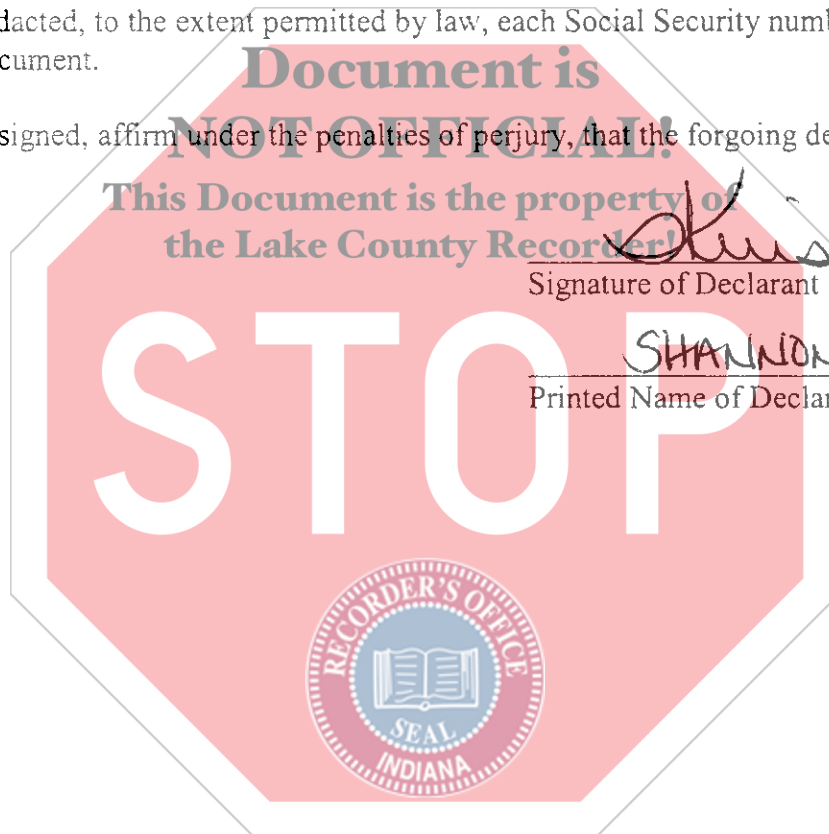 dacted, to the extent permitted by law, each Social Security num
cument.
Document is
signed, affirm under the penalties of perjury, that the forgoing de
NOT OFFICIAL!
This Document is the property of
the Lake County Recorder!
Signature of Declarant
SHANNON
Printed Name of Declar
STOP
RECORDER'S OFFICE
SEAL
INDIANA